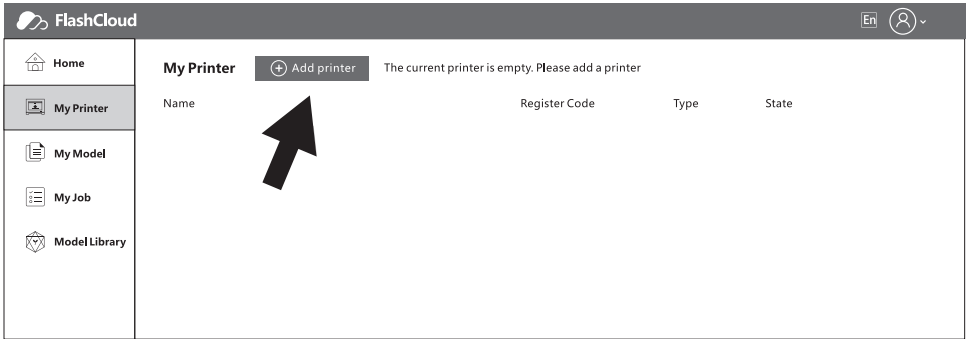 FlashCloud En
Home
My Printer Add printer The current printer is empty. Please add a printer
Name Register Code Type State
My Printer
My Model
My Job
Model Library